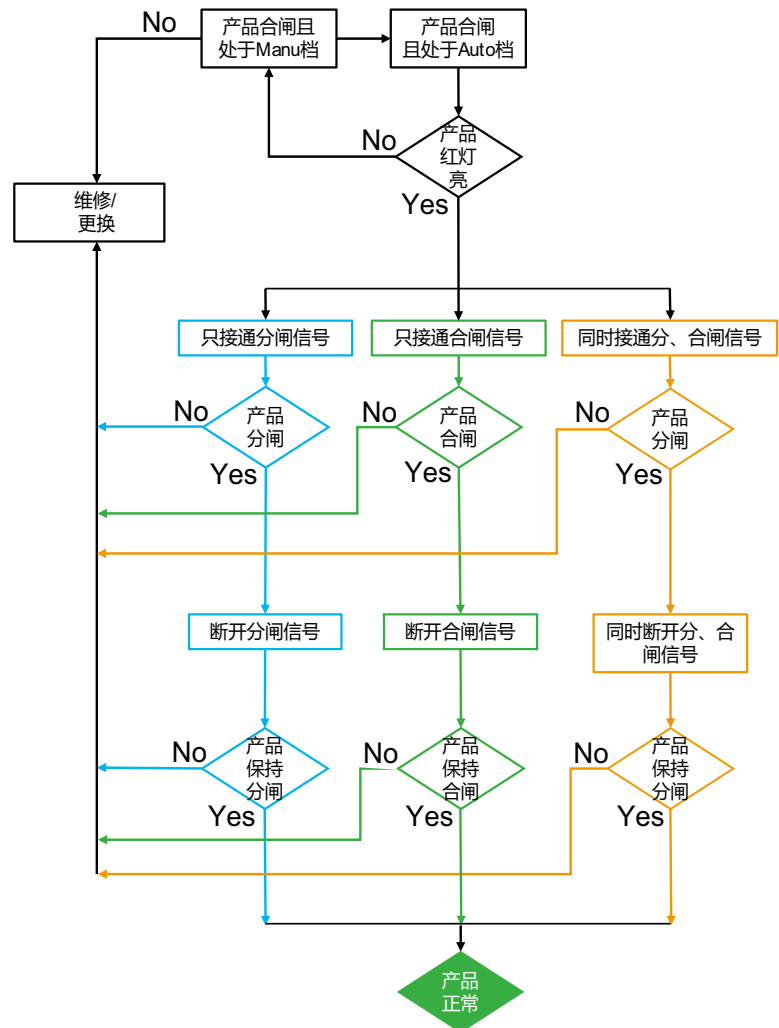 No
产品合闸且
处于Manu档
产品合闸
且处于Auto档
No
产品
红灯
亮
Yes
维修/
更换
只接通分闸信号
只接通合闸信号
同时接通分、合闸信号
No
产品
分闸
Yes
No
产品
合闸
Yes
No
产品
分闸
Yes
断开分闸信号
断开合闸信号
同时断开分、合
闸信号
No
产品
保持
分闸
Yes
No
产品
保持
合闸
Yes
No
产品
保持
分闸
Yes
产品
正常